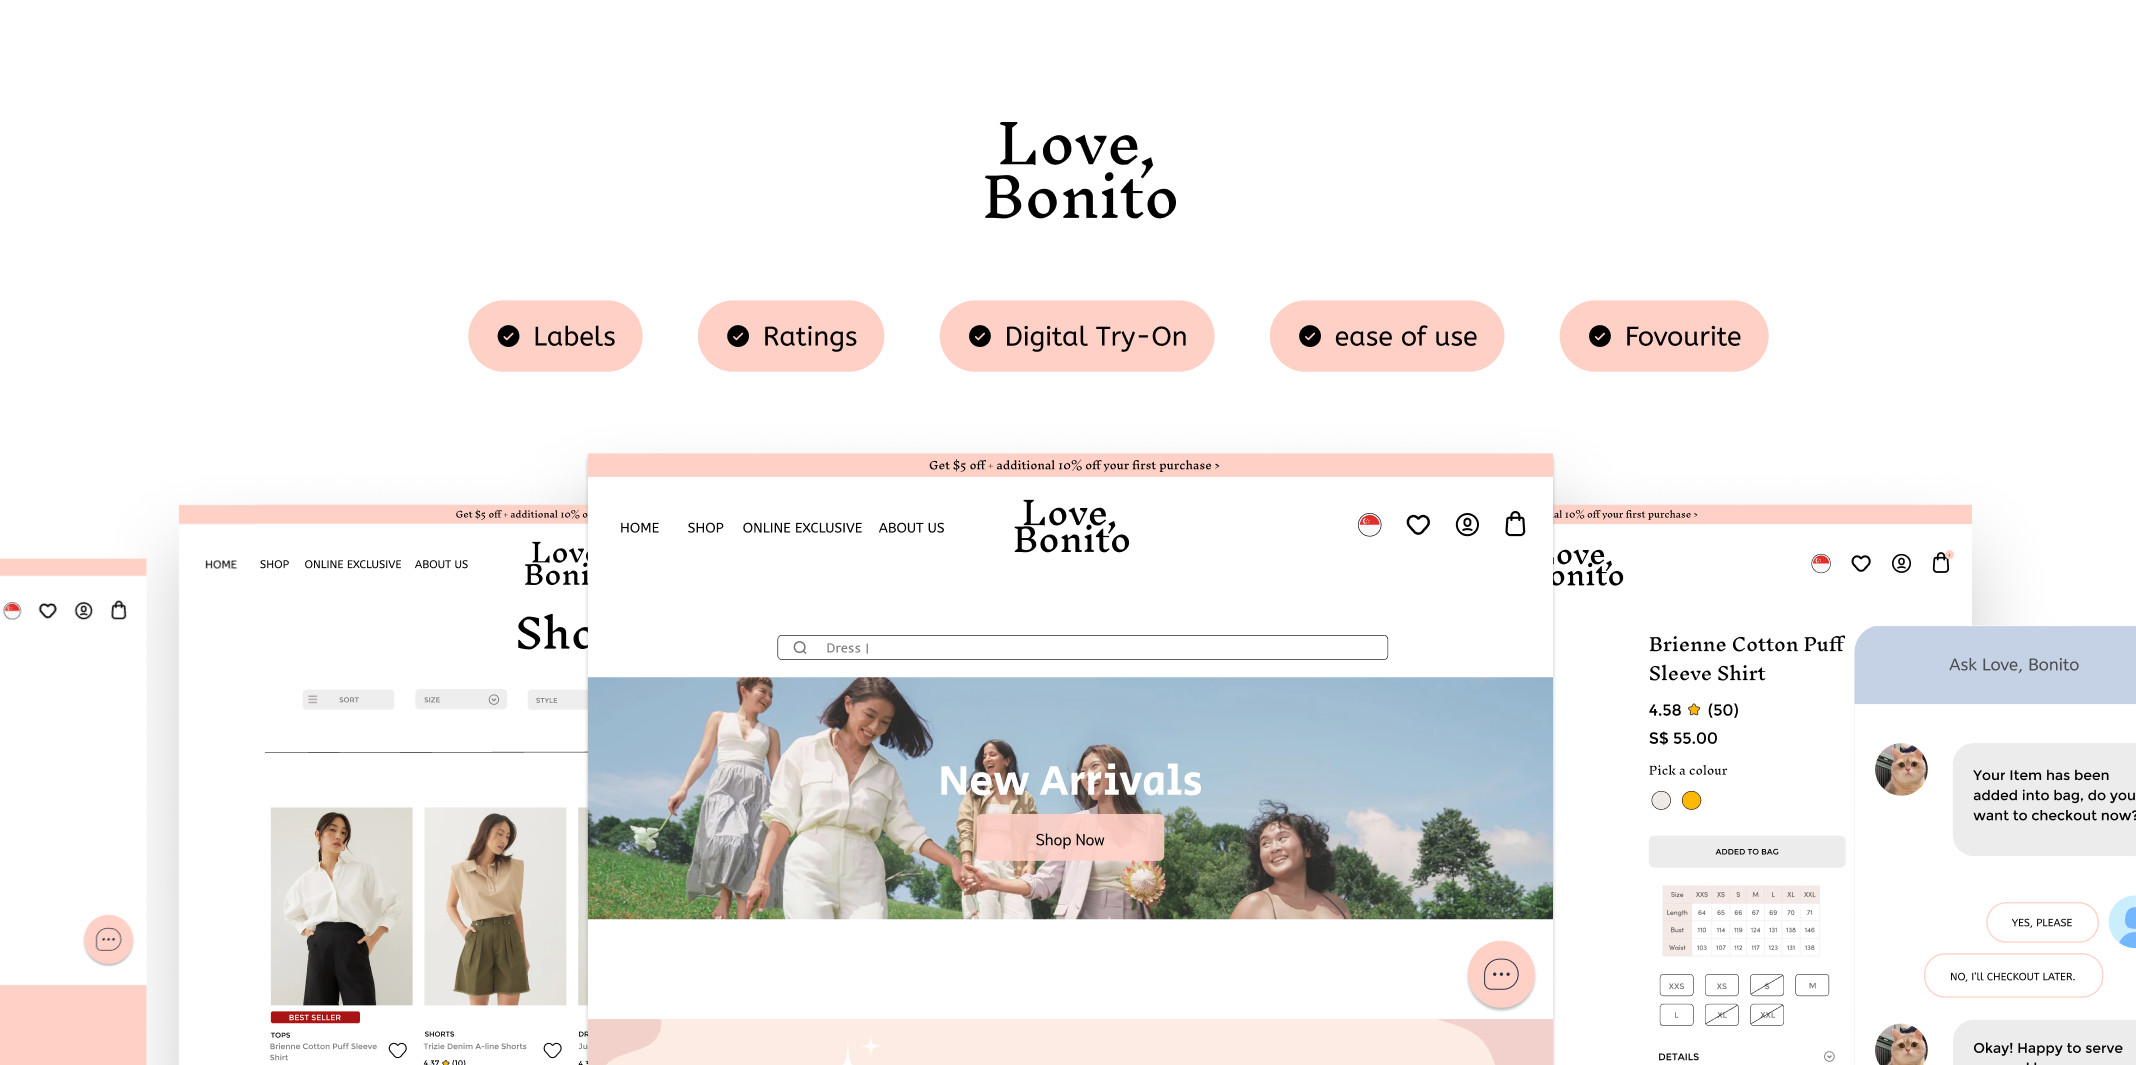 Love,
Bonito
Labels
Ratings
Digital Try-On
ease of use
Fovourite
Get $5 off + additional 10% o
HOME SHOP ONLINE EXCLUSIVE ABOUT US
Lov
Boni
Sho
SORT
SIZE
STYLE
BEST SELLER
TOPS
Brienne Cotton Puff Sleeve
Shirt
SHORTS
Trizie Denim A-line Shorts
4.37 (10)
DR
Ju
Get $5 off + additional 10% off your first purchase >
HOME SHOP ONLINE EXCLUSIVE ABOUT US
Love,
Bonito
Dress |
New Arrivals
Shop Now
al 10% off your first purchase >
ove,
onito
Brienne Cotton Puff
Sleeve Shirt
4.58 (50)
S$ 55.00
Pick a colour
ADDED TO BAG
Size XXS XS S M L XL XXL
Length 64 65 66 67 69 70 71
Bust 110 114 119 124 131 138 146
Waist 103 107 112 117 123 131 138
XXS XS S M
L XL XXL
DETAILS
Ask Love, Bonito
Your Item has been
added into bag, do you
want to checkout now?
YES, PLEASE
NO, I'll CHECKOUT LATER.
Okay! Happy to serve